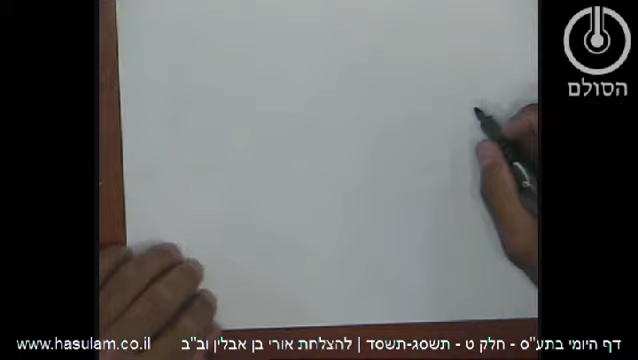 הסולם
דף היומי בתע"ס - חלק ט - תשסג-תשסד | להצלחת אורי בן אבלין וב"ב www.hasulam.co.il